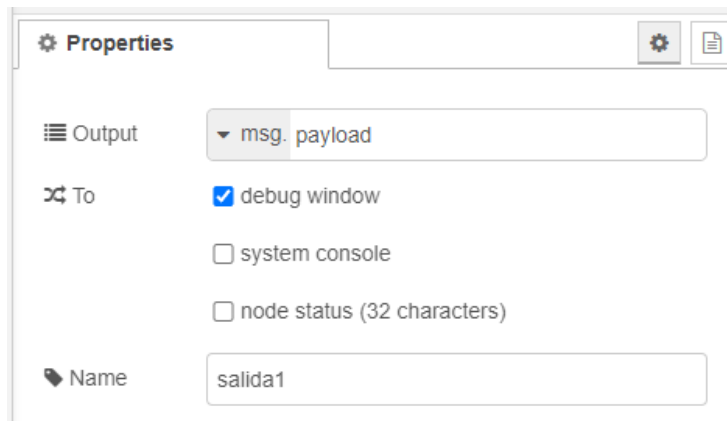 Properties
Output msg. payload
To debug window
system console
node status (32 characters)
Name salida1